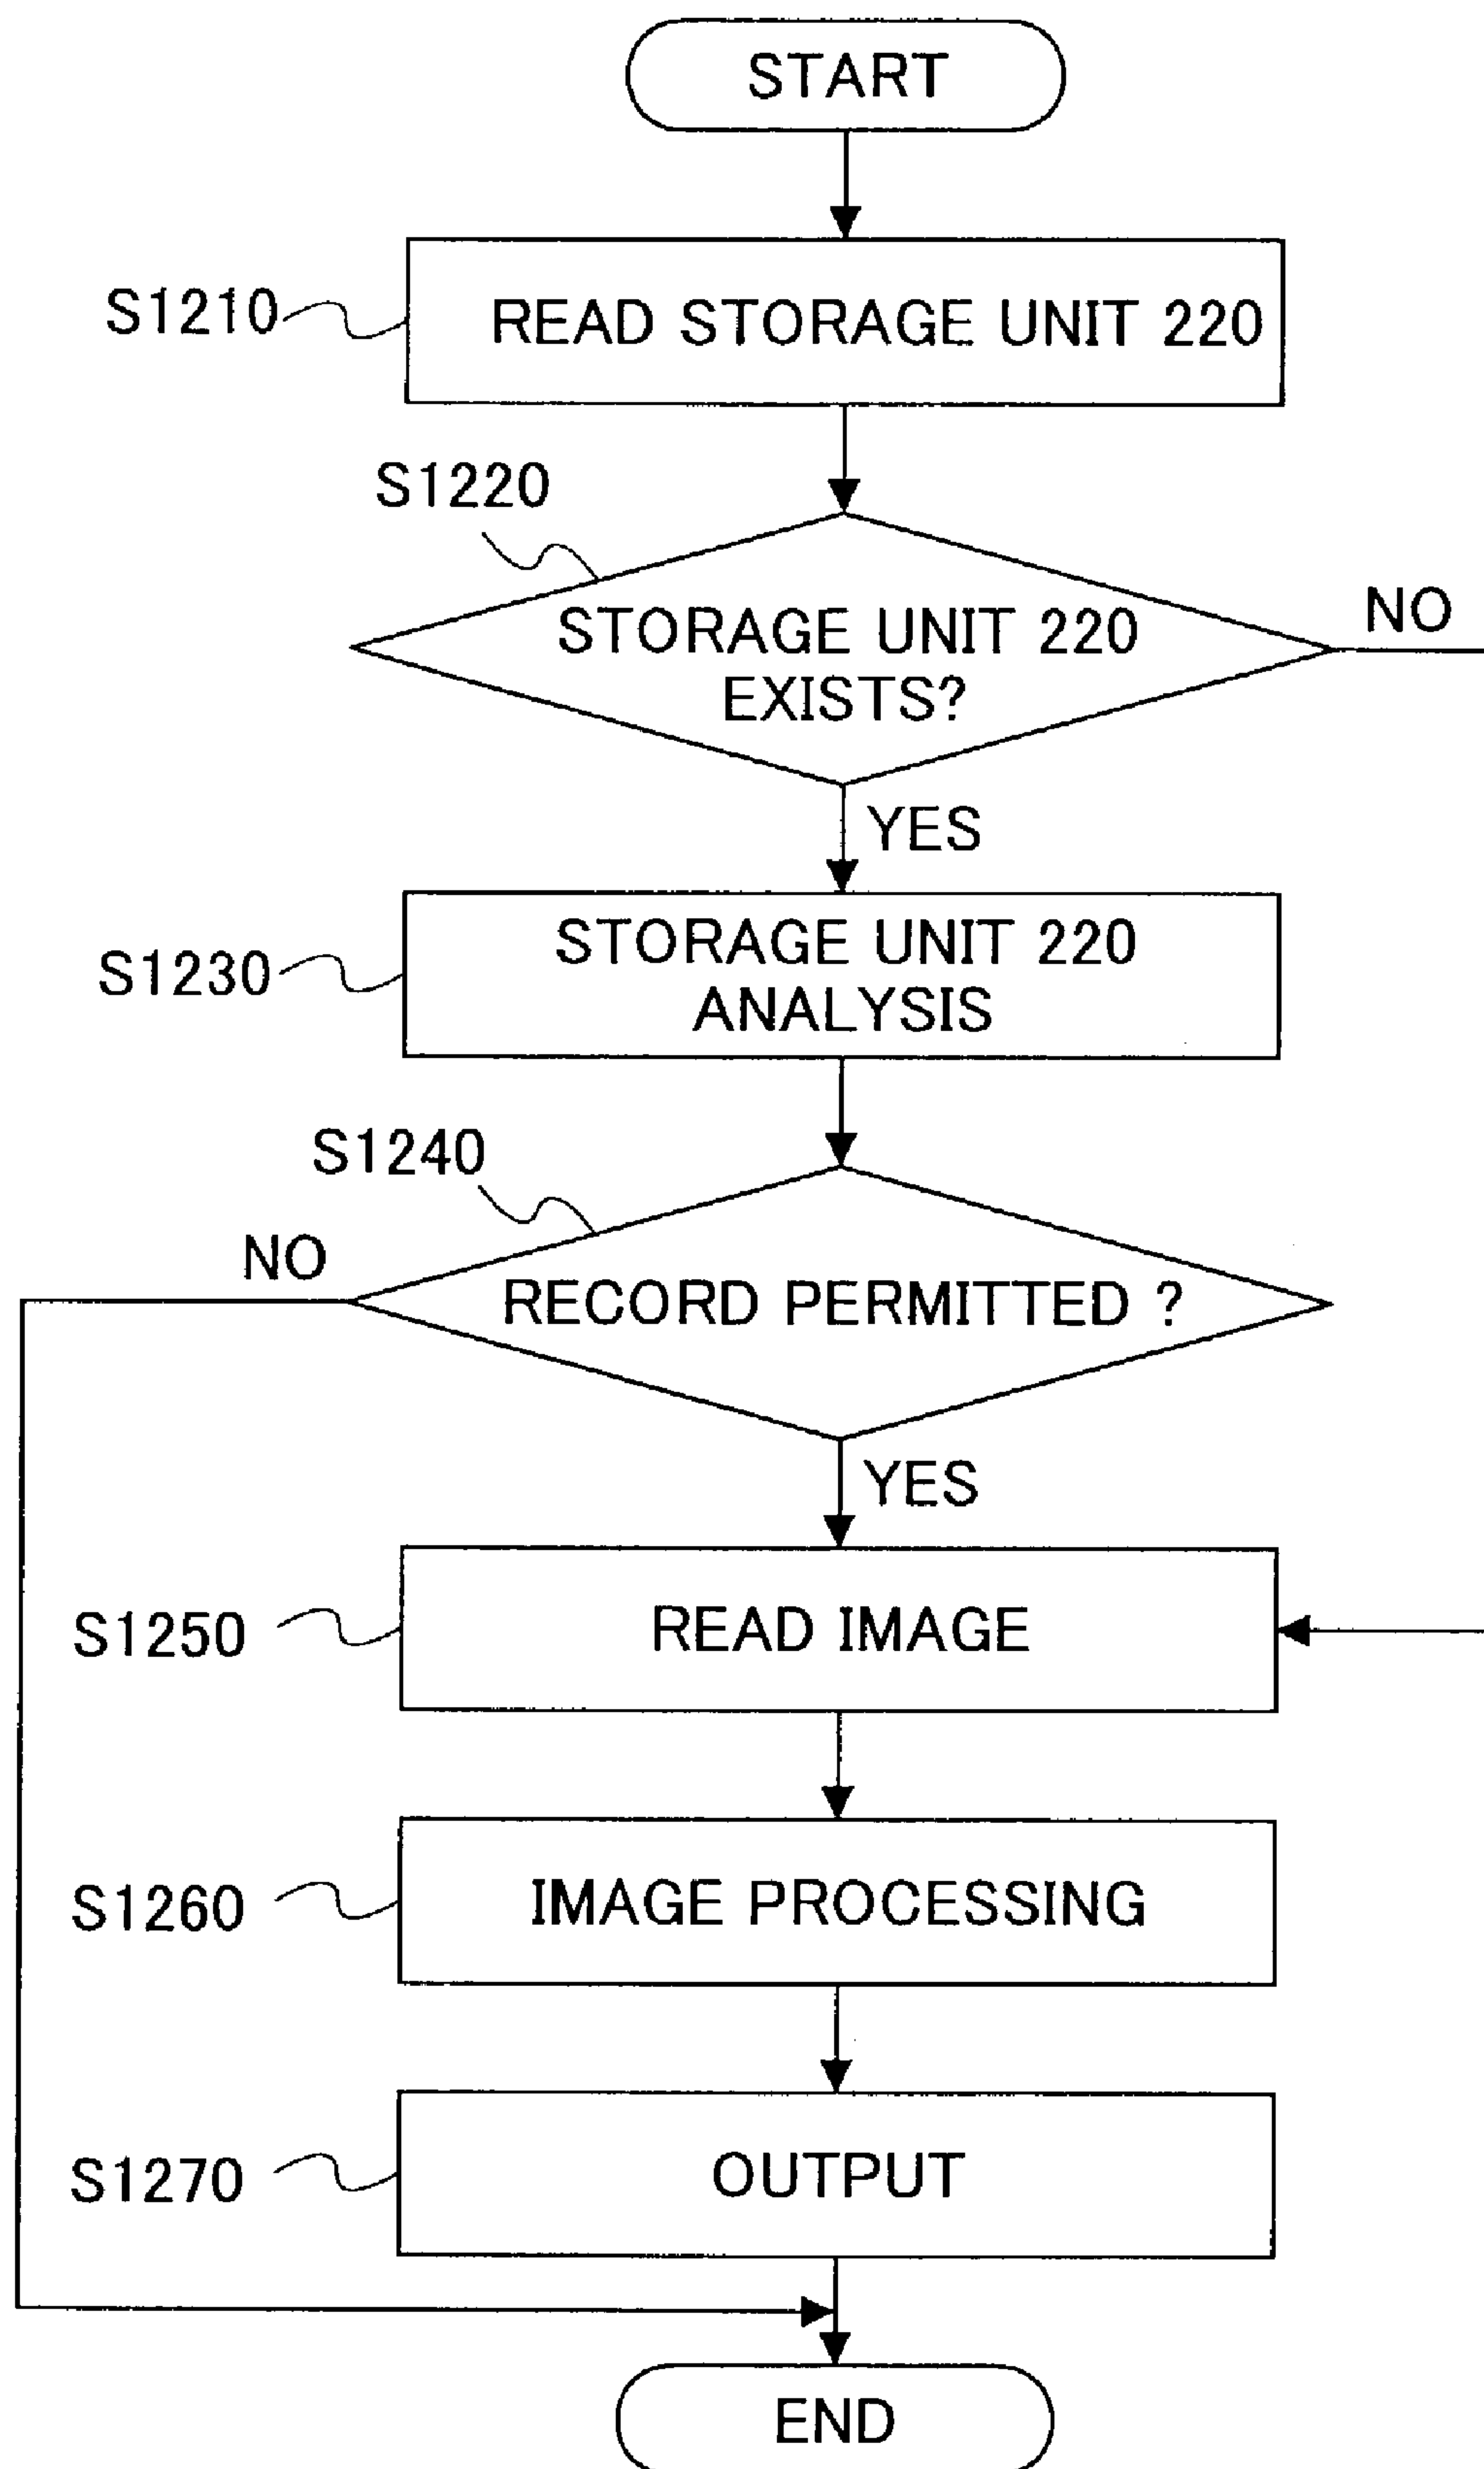 START
S1210
READ STORAGE UNIT 220
S1220
STORAGE UNIT 220
EXISTS?
NO
YES
S1230
STORAGE UNIT 220
ANALYSIS
S1240
NO
RECORD PERMITTED ?
YES
S1250
READ IMAGE
S1260
IMAGE PROCESSING
S1270
OUTPUT
END